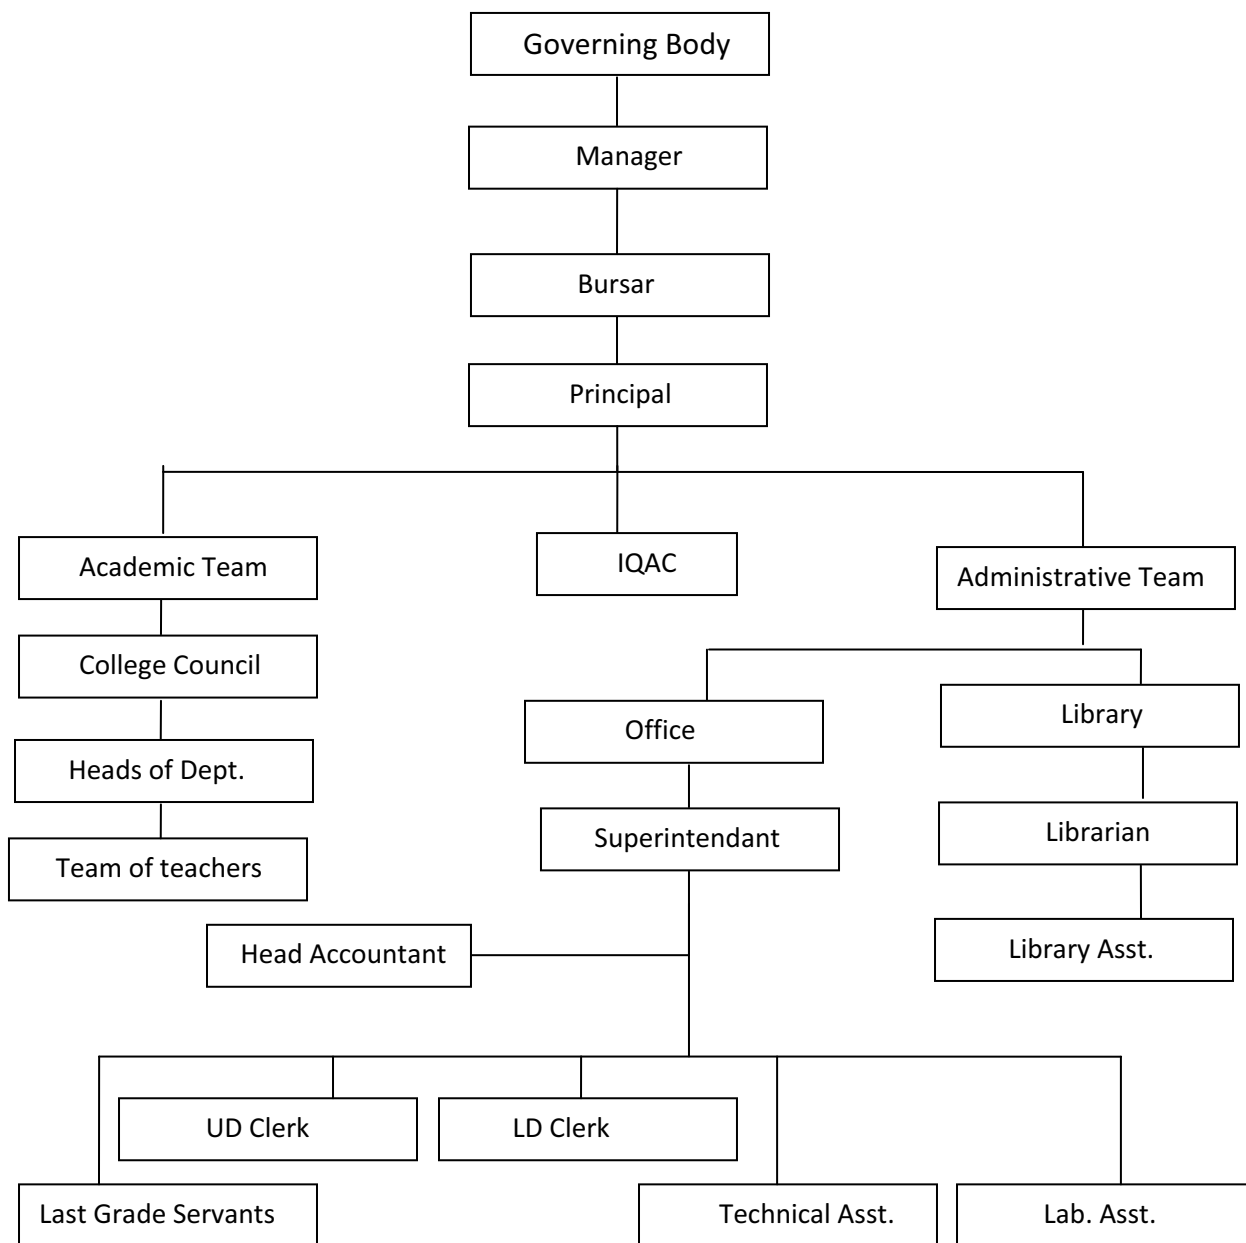 Governing Body
Manager
Bursar
Principal
Academic Team
IQAC
Administrative Team
College Council
Office
Library
Heads of Dept.
Superintendant
Librarian
Team of teachers
Head Accountant
Library Asst.
UD Clerk
LD Clerk
Last Grade Servants
Technical Asst.
Lab. Asst.